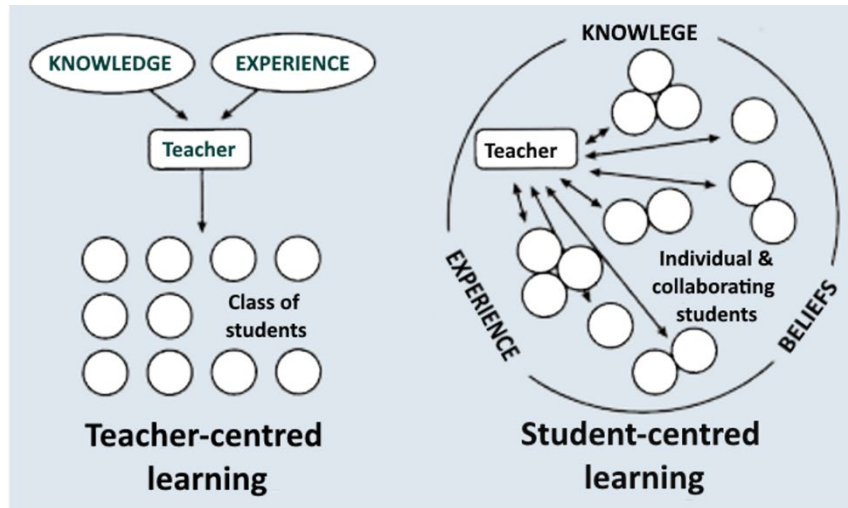 KNOWLEDGE
EXPERIENCE
Teacher
Class of
students
Teacher-centred
learning
KNOWLEGE
Teacher
EXPERIENCE
Individual &
collaborating
students
BELIEFS
Student-centred
learning